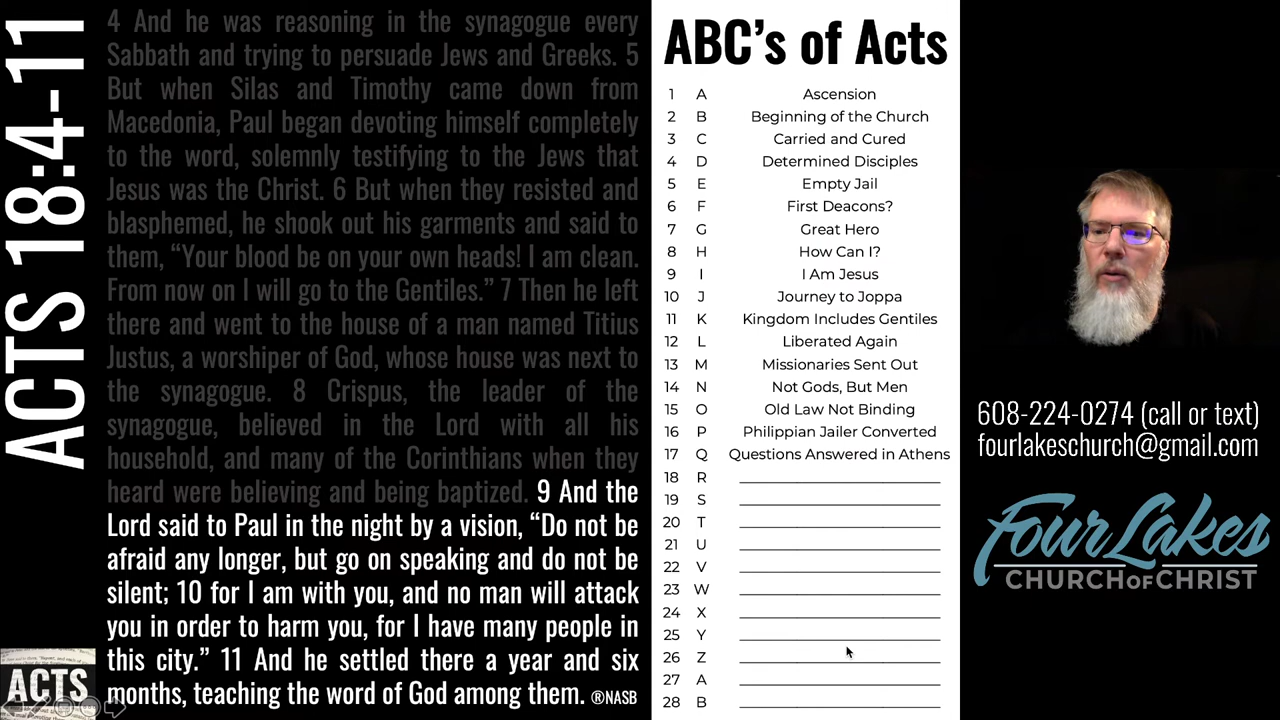 ACTS 18:4-11
4 And he was reasoning in the synagogue every
Sabbath and trying to persuade Jews and Greeks. 5
But when Silas and Timothy came down from
Macedonia, Paul began devoting himself completely
to the word, solemnly testifying to the Jews that
Jesus was the Christ. 6 But when they resisted and
blasphemed, he shook out his garments and said to
them, “Your blood be on your own heads! I am clean.
From now on I will go to the Gentiles.” 7 Then he left
there and went to the house of a man named Titius
Justus, a worshiper of God, whose house was next to
the synagogue. 8 Crispus, the leader of the
synagogue, believed in the Lord with all his
household, and many of the Corinthians when they
heard were believing and being baptized. 9 And the
Lord said to Paul in the night by a vision, “Do not be
afraid any longer, but go on speaking and do not be
silent; 10 for I am with you, and no man will attack
you in order to harm you, for I have many people in
this city.” 11 And he settled there a year and six
months, teaching the word of God among them. ®NASB
ACTS
ABC’s of Acts
1 A Ascension
2 B Beginning of the Church
3 C Carried and Cured
4 D Determined Disciples
5 E Empty Jail
6 F First Deacons?
7 G Great Hero
8 H How Can I?
9 I I Am Jesus
10 J Journey to Joppa
11 K Kingdom Includes Gentiles
12 L Liberated Again
13 M Missionaries Sent Out
14 N Not Gods, But Men
15 O Old Law Not Binding
16 P Philippian Jailer Converted
17 Q Questions Answered in Athens
18 R
19 S
20 T
21 U
22 V
23 W
24 X
25 Y
26 Z
27 A
28 B
608-224-0274 (call or text)
fourlakeschurch@gmail.com
Four Lakes
CHURCH OF CHRIST